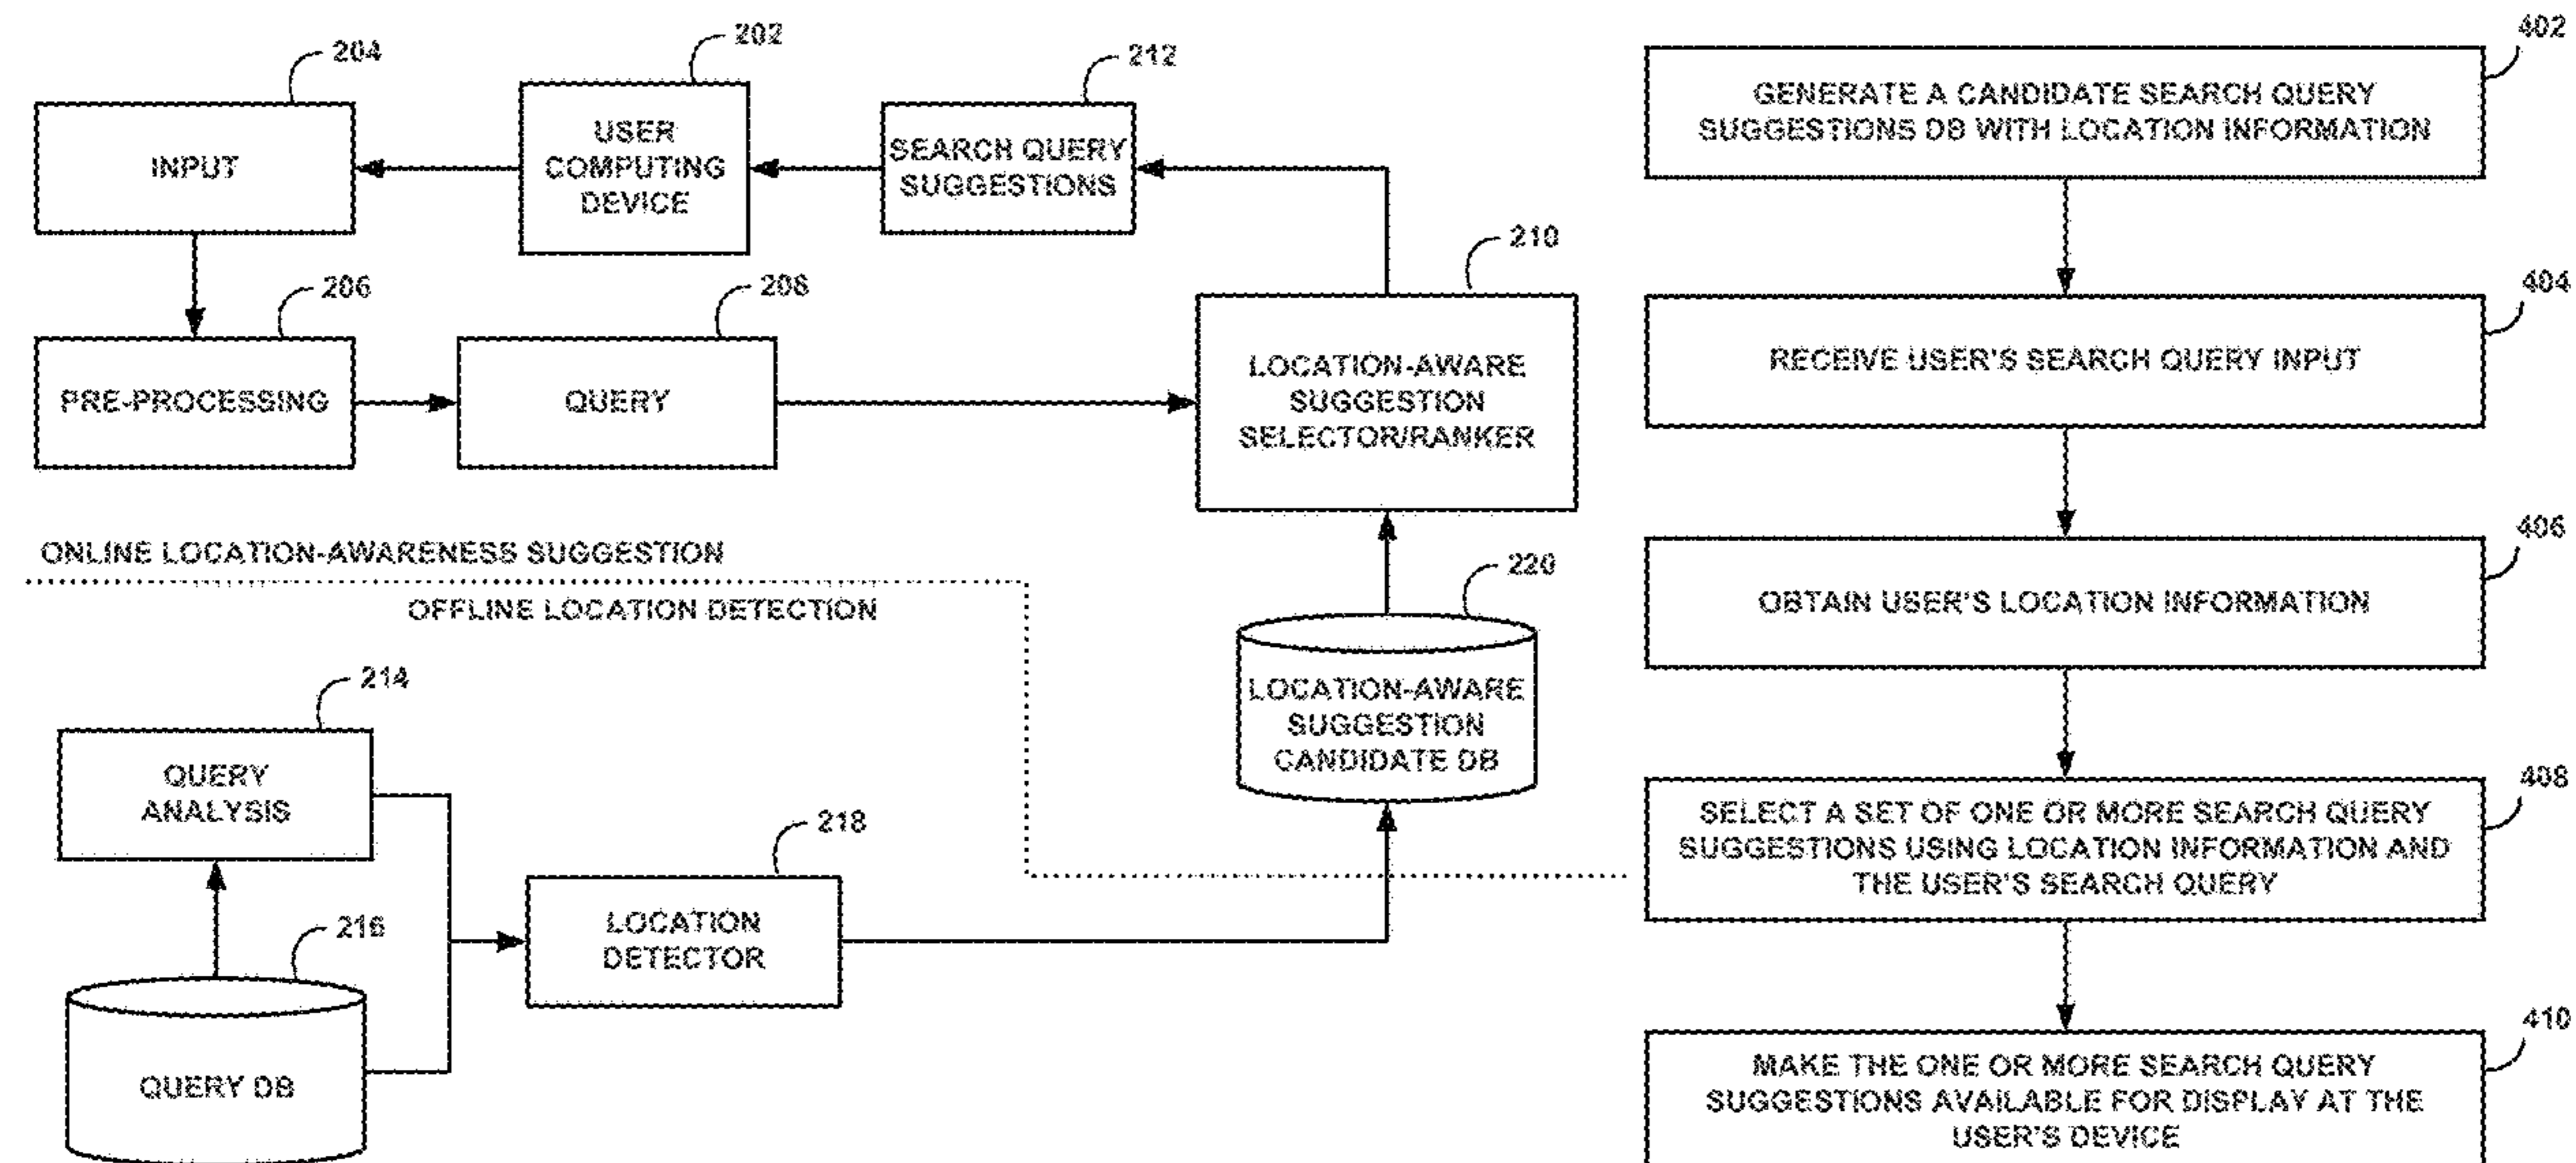 204
INPUT
202
USER
COMPUTING
DEVICE
212
SEARCH QUERY
SUGGESTIONS
206
PRE-PROCESSING
208
QUERY
210
LOCATION-AWARE
SUGGESTION
SELECTOR/RANKER
ONLINE LOCATION-AWARENESS SUGGESTION
OFFLINE LOCATION DETECTION
220
LOCATION-AWARE
SUGGESTION
CANDIDATE DB
214
QUERY
ANALYSIS
216
QUERY DB
218
LOCATION
DETECTOR
402
GENERATE A CANDIDATE SEARCH QUERY
SUGGESTIONS DB WITH LOCATION INFORMATION
404
RECEIVE USER'S SEARCH QUERY INPUT
406
OBTAIN USER'S LOCATION INFORMATION
408
SELECT A SET OF ONE OR MORE SEARCH QUERY
SUGGESTIONS USING LOCATION INFORMATION AND
THE USER'S SEARCH QUERY
410
MAKE THE ONE OR MORE SEARCH QUERY
SUGGESTIONS AVAILABLE FOR DISPLAY AT THE
USER'S DEVICE